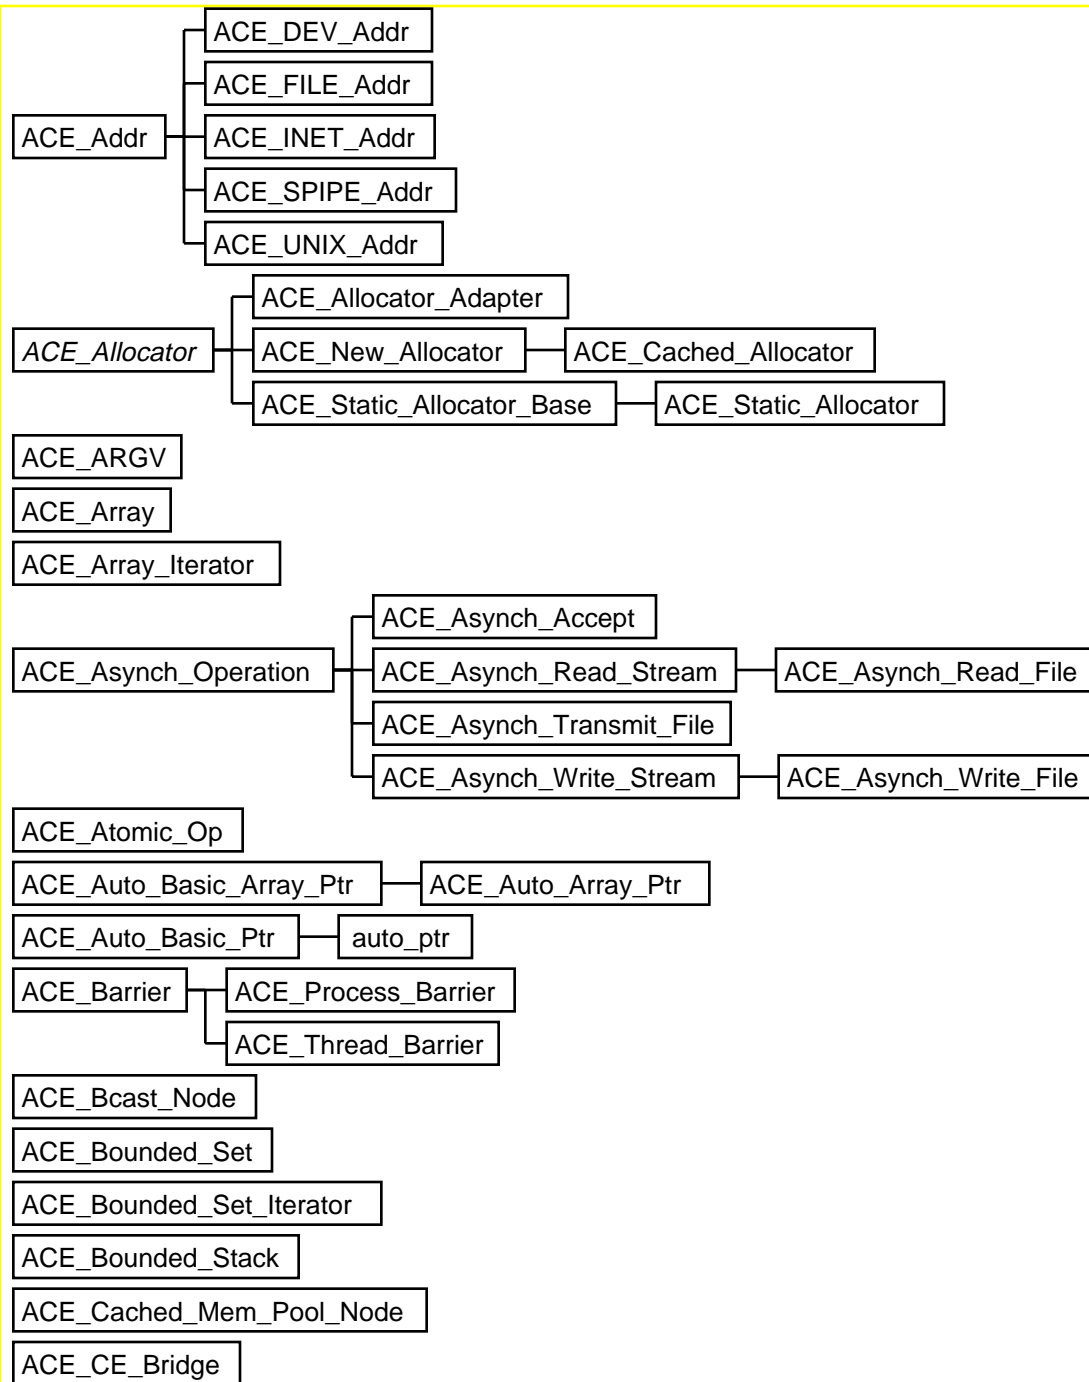 ACE_DEV_Addr
ACE_FILE_Addr
ACE_Addr ACE_INET_Addr
ACE_SPIPE_Addr
ACE_UNIX_Addr
ACE_Allocator_Adapter
ACE_Allocator ACE_New_Allocator ACE_Cached_Allocator
ACE_Static_Allocator_Base ACE_Static_Allocator
ACE_ARGV
ACE_Array
ACE_Array_Iterator
ACE_Asynch_Accept
ACE_Asynch_Operation ACE_Asynch_Read_Stream ACE_Asynch_Read_File
ACE_Asynch_Transmit_File
ACE_Asynch_Write_Stream ACE_Asynch_Write_File
ACE_Atomic_Op
ACE_Auto_Basic_Array_Ptr ACE_Auto_Array_Ptr
ACE_Auto_Basic_Ptr auto_ptr
ACE_Barrier ACE_Process_Barrier
ACE_Thread_Barrier
ACE_Bcast_Node
ACE_Bounded_Set
ACE_Bounded_Set_Iterator
ACE_Bounded_Stack
ACE_Cached_Mem_Pool_Node
ACE_CE_Bridge